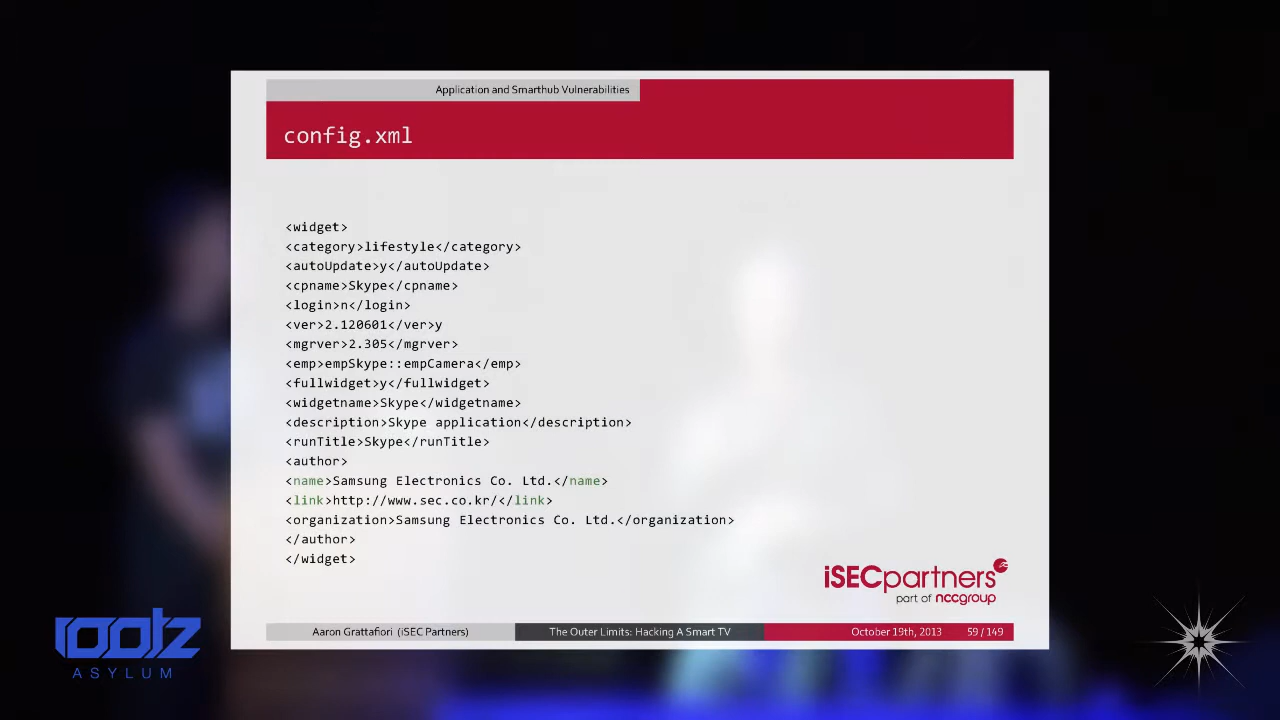 Application and Smarthub Vulnerabilities
config.xml
<widget>
<category>lifestyle</category>
<autoUpdate>y</autoUpdate>
<cpname>Skype</cpname>
<login>n</login>
<ver>2.120601</ver>y
<mgrver>2.305</mgrver>
<emp>empSkype::empCamera</emp>
<fullwidget>y</fullwidget>
<widgetname>Skype</widgetname>
<description>Skype application</description>
<runTitle>Skype</runTitle>
<author>
<name>Samsung Electronics Co. Ltd.</name>
<link>http://www.sec.co.kr/</link>
<organization>Samsung Electronics Co. Ltd.</organization>
</author>
</widget>
iSECpartners
part of nccgroup
Aaron Grattafiori (iSEC Partners) The Outer Limits: Hacking A Smart TV October 19th, 2013 59 / 149
rootz
ASYLUM